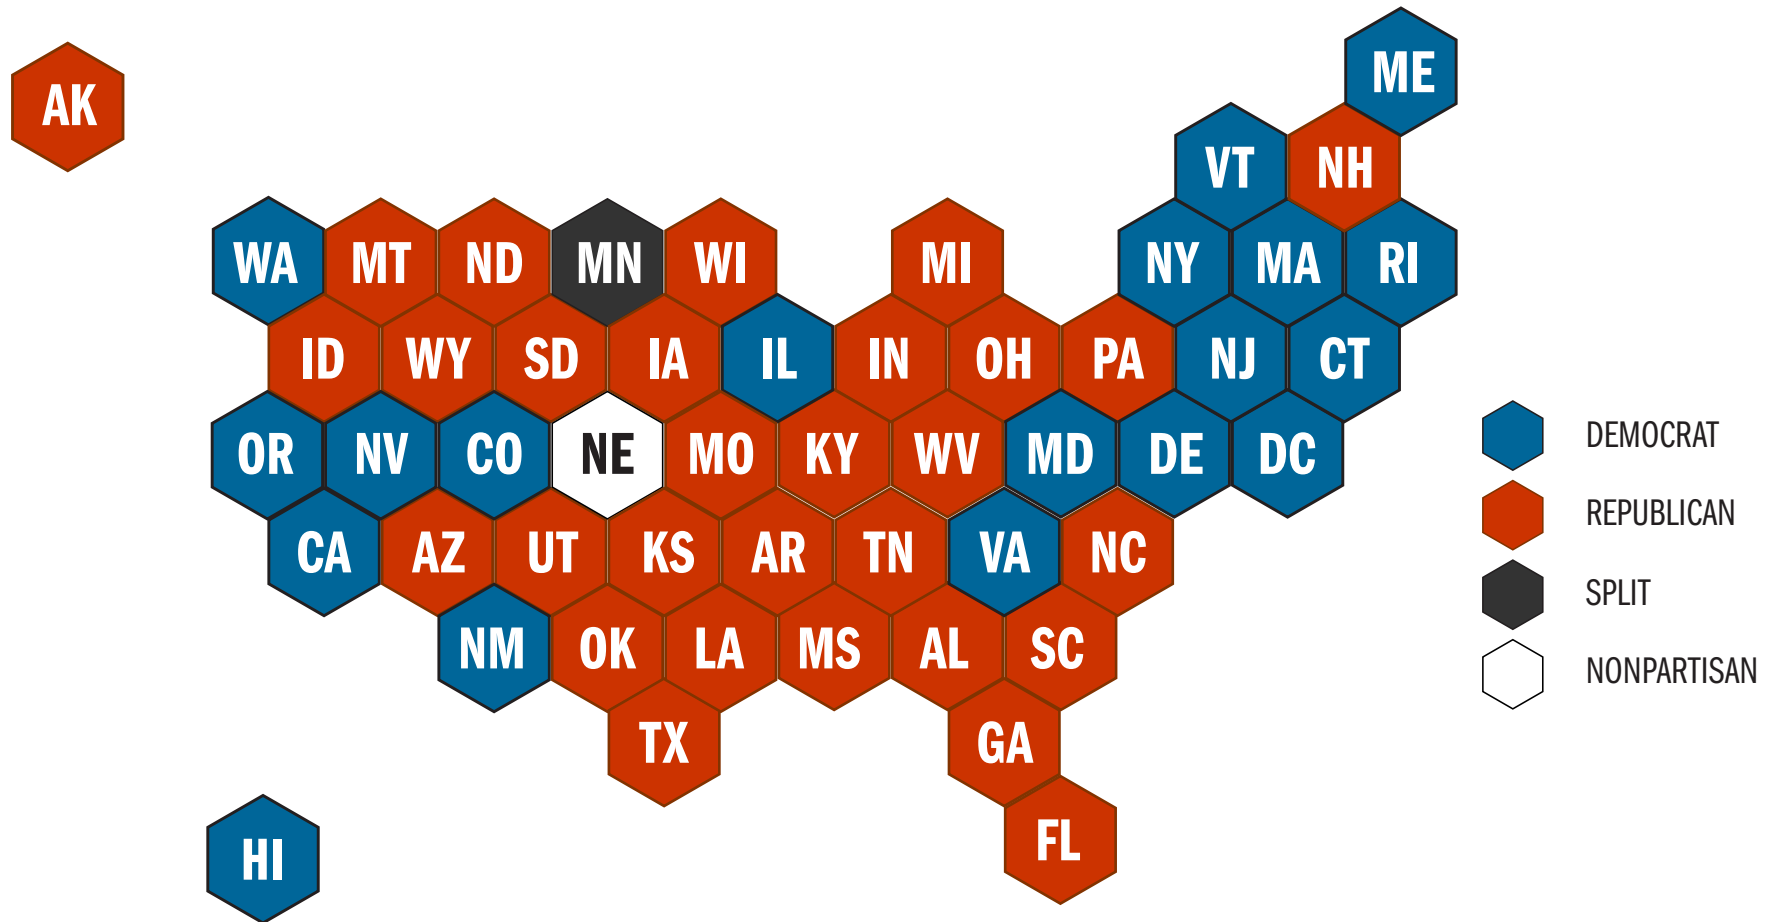 ME
AK
VT NH
WA MT ND MN WI MI NY MA RI
ID WY SD IA IL IN OH PA NJ CT
OR NV CO NE MO KY WV MD DE DC
CA AZ UT KS AR TN VA NC
NM OK LA MS AL SC
TX GA
FL
HI
DEMOCRAT
REPUBLICAN
SPLIT
NONPARTISAN